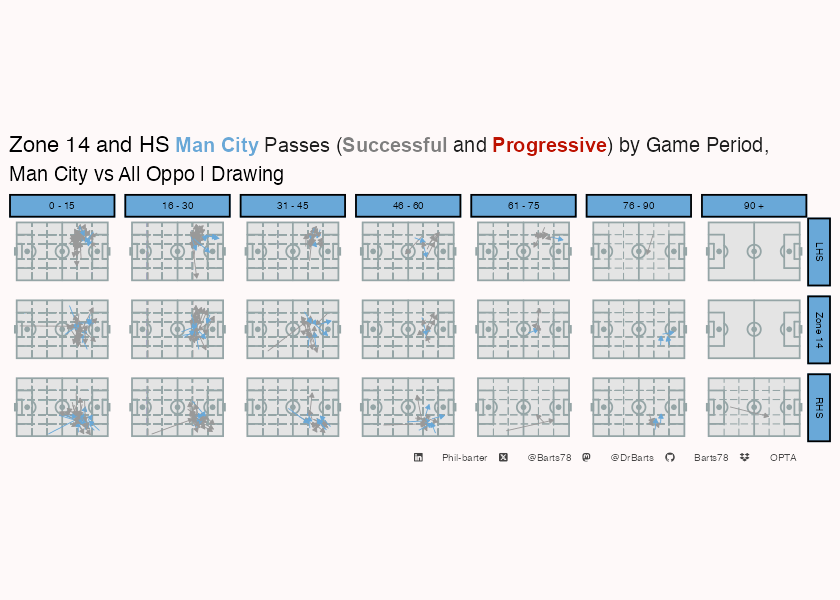 Zone 14 and HS Man City Passes (Successful and Progressive) by Game Period,
Man City vs All Oppo | Drawing
0 - 15 16 - 30 31 - 45 46 - 60 61 - 75 76 - 90 90 +
LHS
Zone 14
RHS
Phil-barter @Barts78 @DrBarts Barts78 OPTA